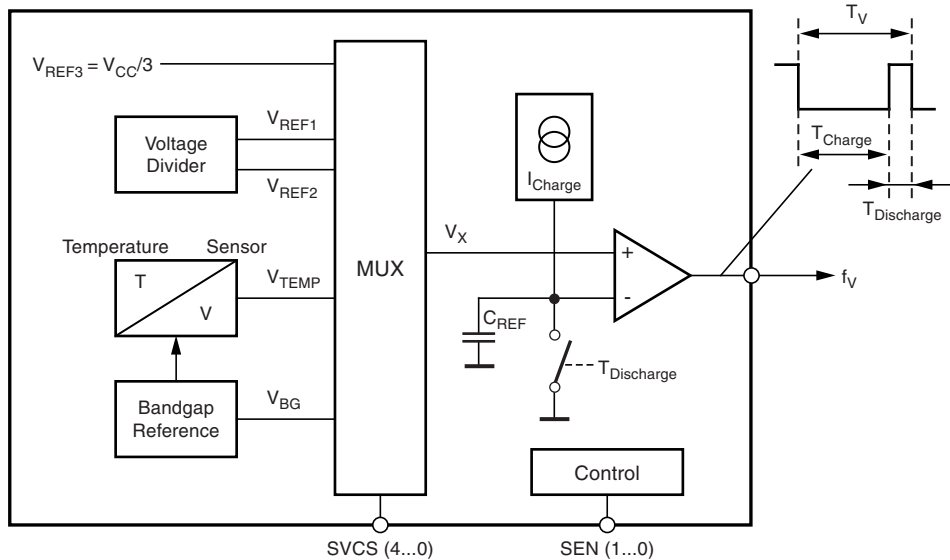 V_REF3 = V_CC/3
Voltage
Divider
V_REF1
V_REF2
Temperature Sensor
T
V
V_TEMP
Bandgap
Reference
V_BG
MUX
V_X
I_Charge
+
-
C_REF
T_Discharge
Control
SVCS (4...0)
SEN (1...0)
f_V
T_V
T_Charge
T_Discharge